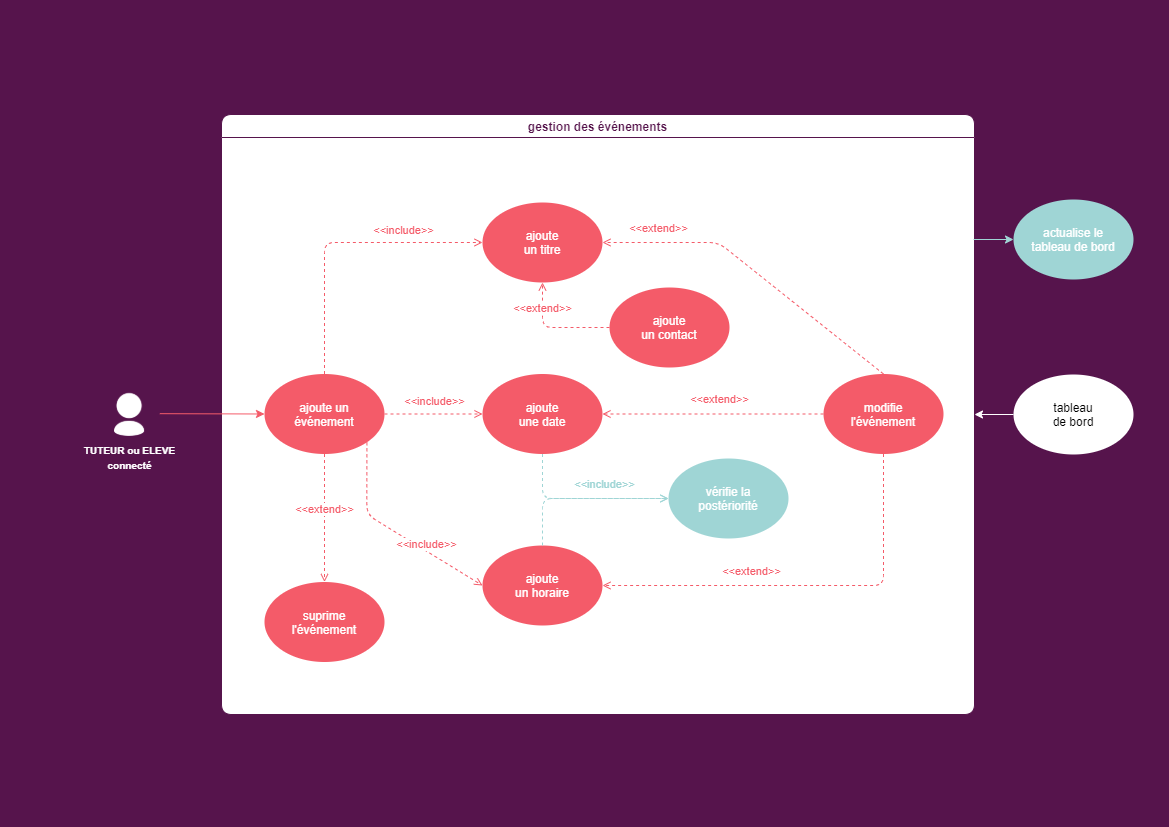 gestion des événements
<<include>>
ajoute
un titre
<<extend>>
actualise le
tableau de bord
<<extend>>
ajoute
un contact
TUTEUR ou ELEVE
connecté
ajoute un
événement
<<include>>
ajoute
une date
<<extend>>
modifie
l'événement
tableau
de bord
<<include>>
vérifie la
postériorité
<<extend>>
<<include>>
ajoute
un horaire
<<extend>>
suprime
l'événement